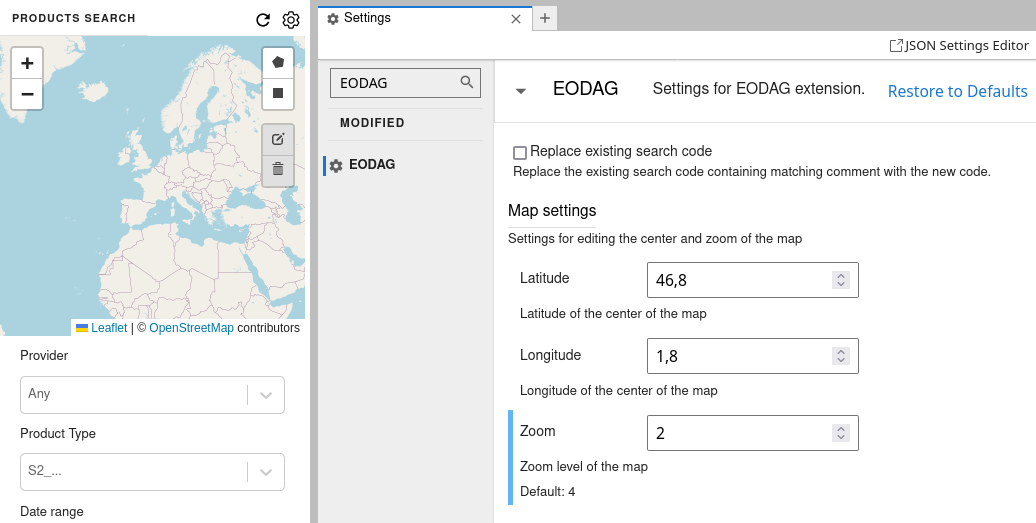 PRODUCTS SEARCH
+
−
Leaflet | © OpenStreetMap contributors
Provider
Any
Product Type
S2_...
Date range
Settings
JSON Settings Editor
EODAG
MODIFIED
EODAG
EODAG Settings for EODAG extension. Restore to Defaults
Replace existing search code
Replace the existing search code containing matching comment with the new code.
Map settings
Settings for editing the center and zoom of the map
Latitude 46,8
Latitude of the center of the map
Longitude 1,8
Longitude of the center of the map
Zoom 2
Zoom level of the map
Default: 4